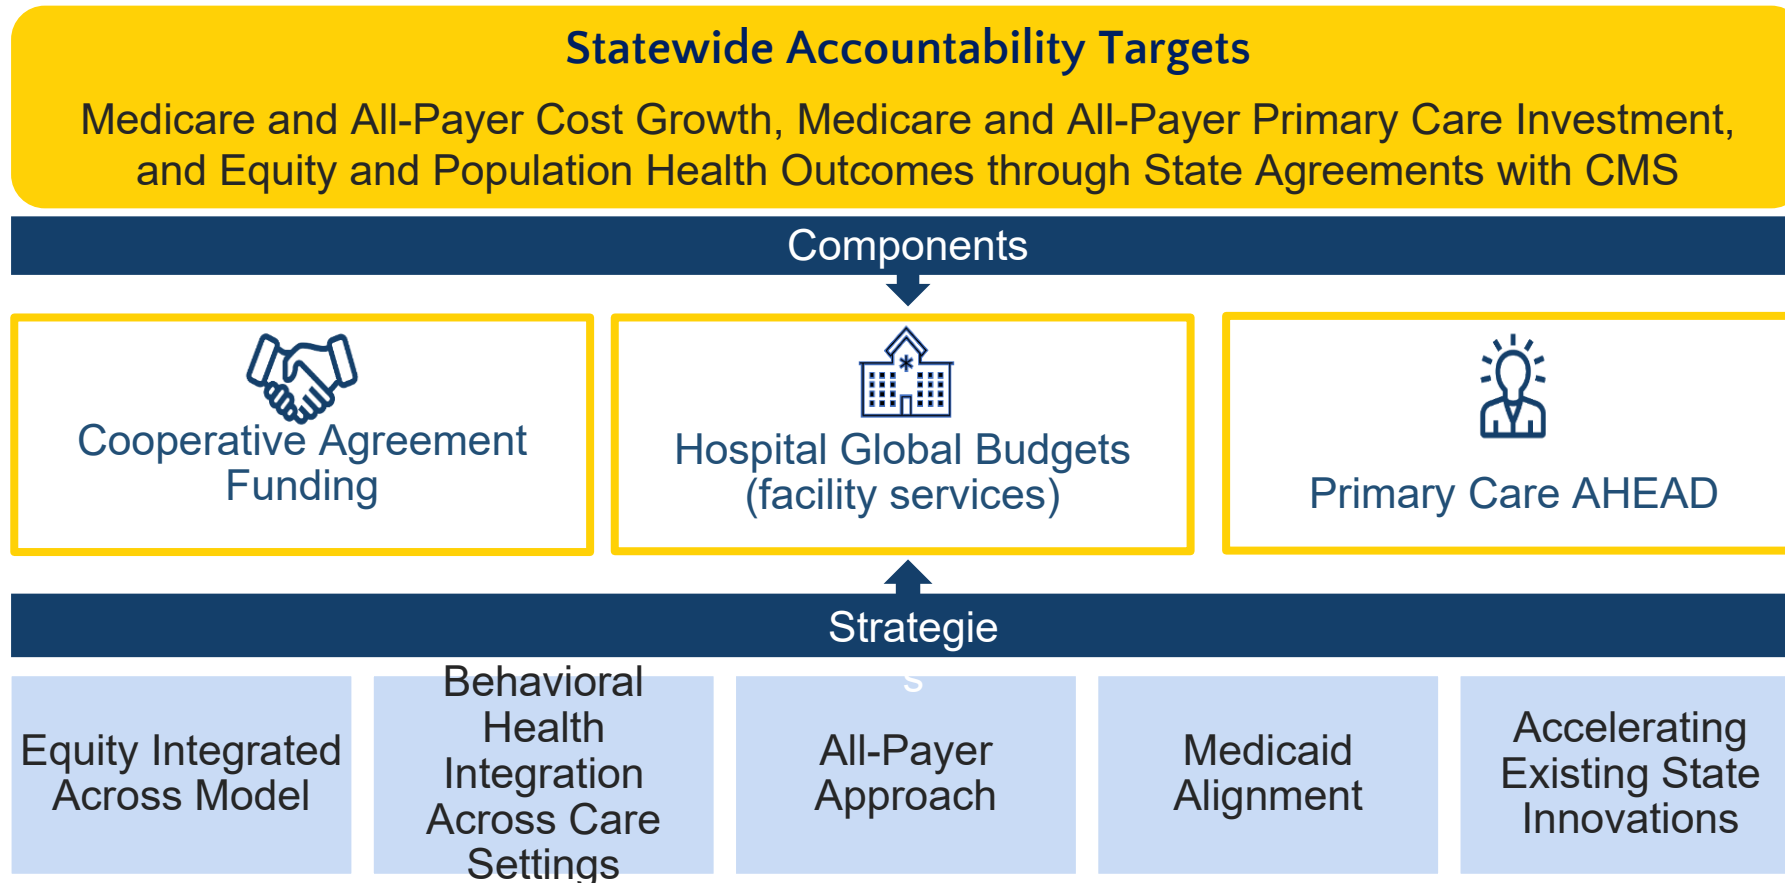 Statewide Accountability Targets
Medicare and All-Payer Cost Growth, Medicare and All-Payer Primary Care Investment,
and Equity and Population Health Outcomes through State Agreements with CMS
Components
Cooperative Agreement
Funding
Hospital Global Budgets
(facility services)
Primary Care AHEAD
Strategie
s
Equity Integrated
Across Model
Behavioral
Health
Integration
Across Care
Settings
All-Payer
Approach
Medicaid
Alignment
Accelerating
Existing State
Innovations